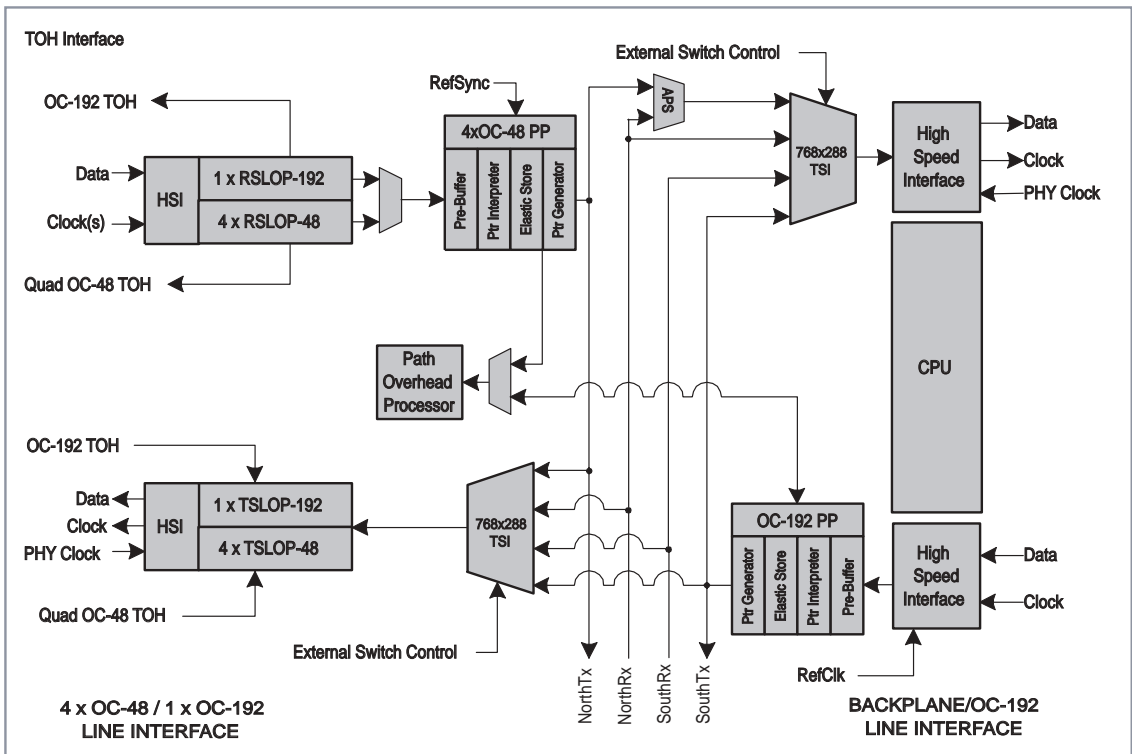 TOH Interface
External Switch Control
OC-192 TOH
RefSync
APS
4xOC-48 PP
Data
1 x RSLOP-192
HSI
Clock(s)
4 x RSLOP-48
Pre-Buffer
Ptr Interpreter
Elastic Store
Ptr Generator
768x288
TSI
High
Speed
Interface
Data
Clock
PHY Clock
Quad OC-48 TOH
Path
Overhead
Processor
CPU
OC-192 TOH
Data
Clock
PHY Clock
HSI
1 x TSLOP-192
4 x TSLOP-48
768x288
TSI
OC-192 PP
Ptr Generator
Elastic Store
Ptr Interpreter
Pre-Buffer
High
Speed
Interface
Data
Clock
Quad OC-48 TOH
External Switch Control
NorthTx
NorthRx
SouthRx
SouthTx
RefClk
4 x OC-48 / 1 x OC-192
LINE INTERFACE
BACKPLANE/OC-192
LINE INTERFACE